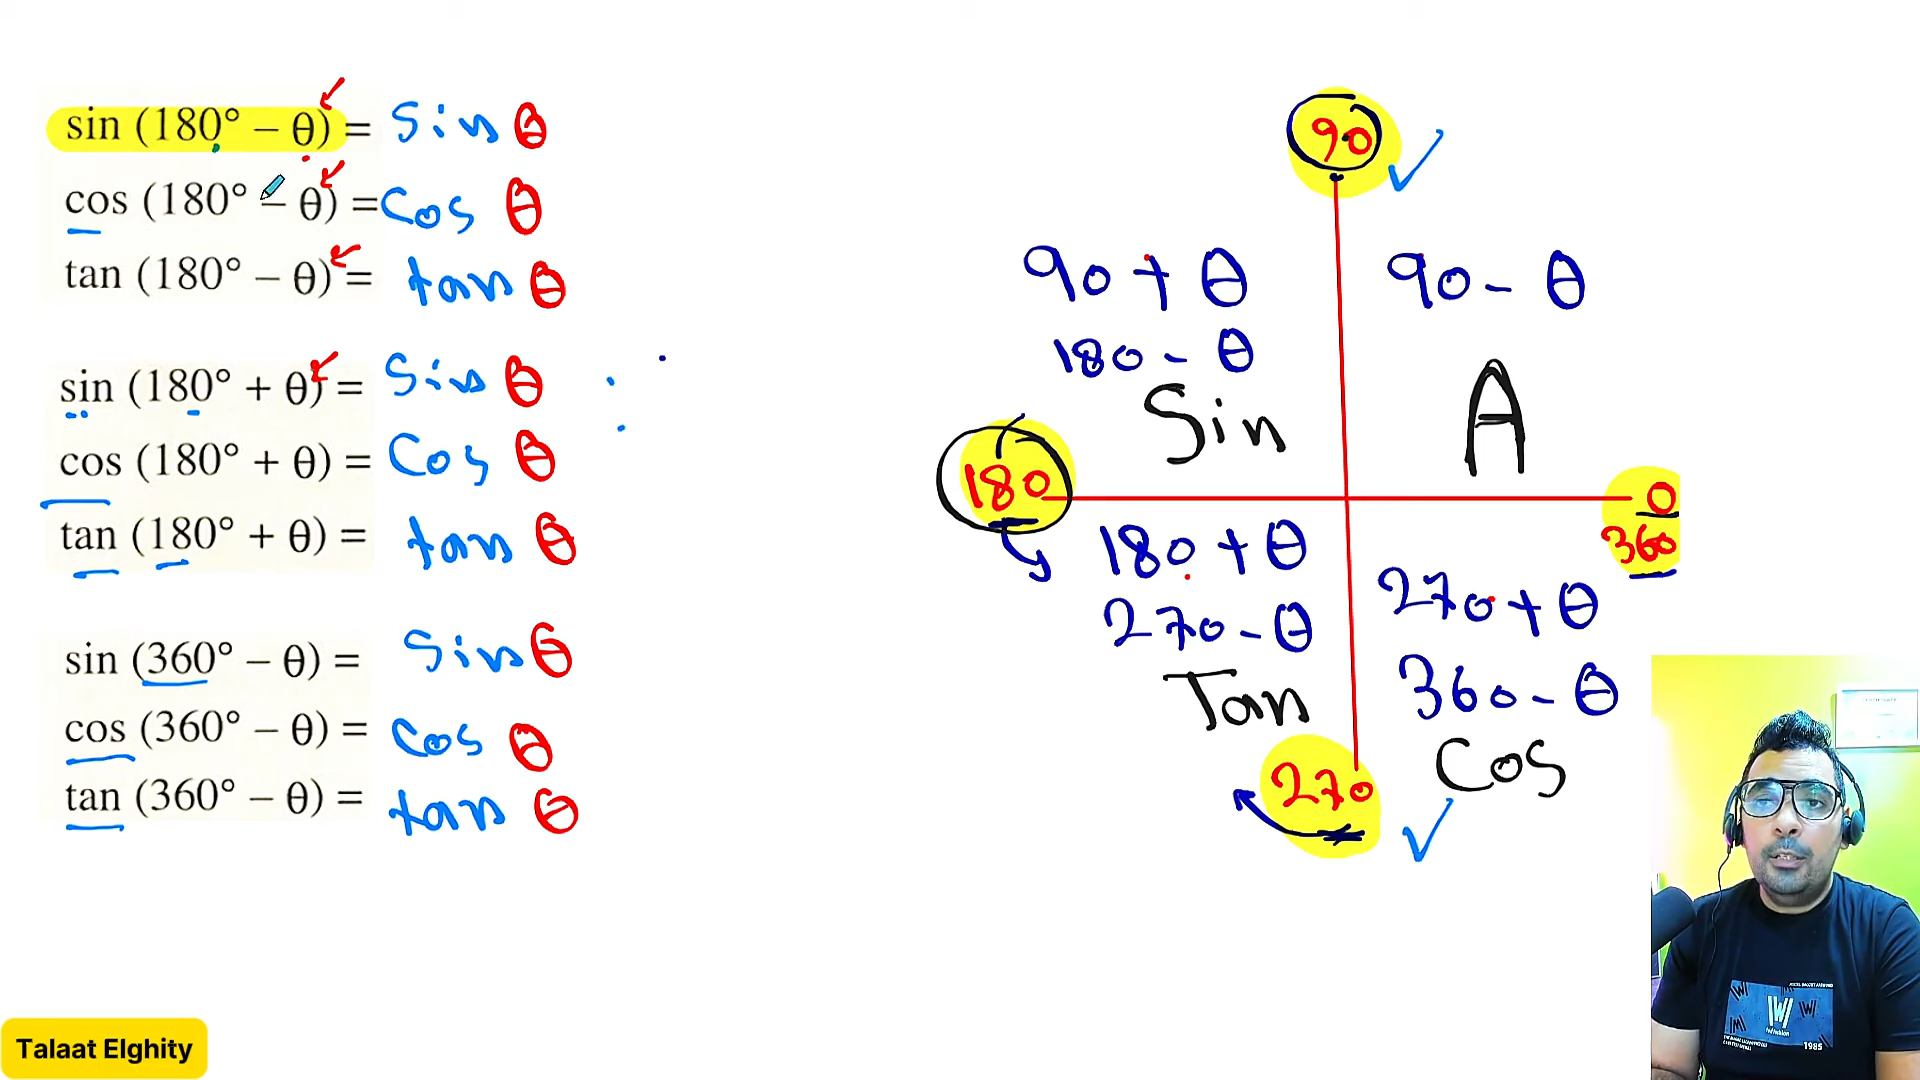 sin (180° − θ) = Sin θ
cos (180° − θ) = Cos θ
tan (180° − θ) = tan θ
sin (180° + θ) = Sin θ
cos (180° + θ) = Cos θ
tan (180° + θ) = tan θ
sin (360° − θ) = Sin θ
cos (360° − θ) = Cos θ
tan (360° − θ) = tan θ
90
90 + θ
180 - θ
Sin
90 - θ
A
180
0
360
180 + θ
270 - θ
Tan
270 + θ
360 - θ
Cos
270
Talaat Elghity
1985